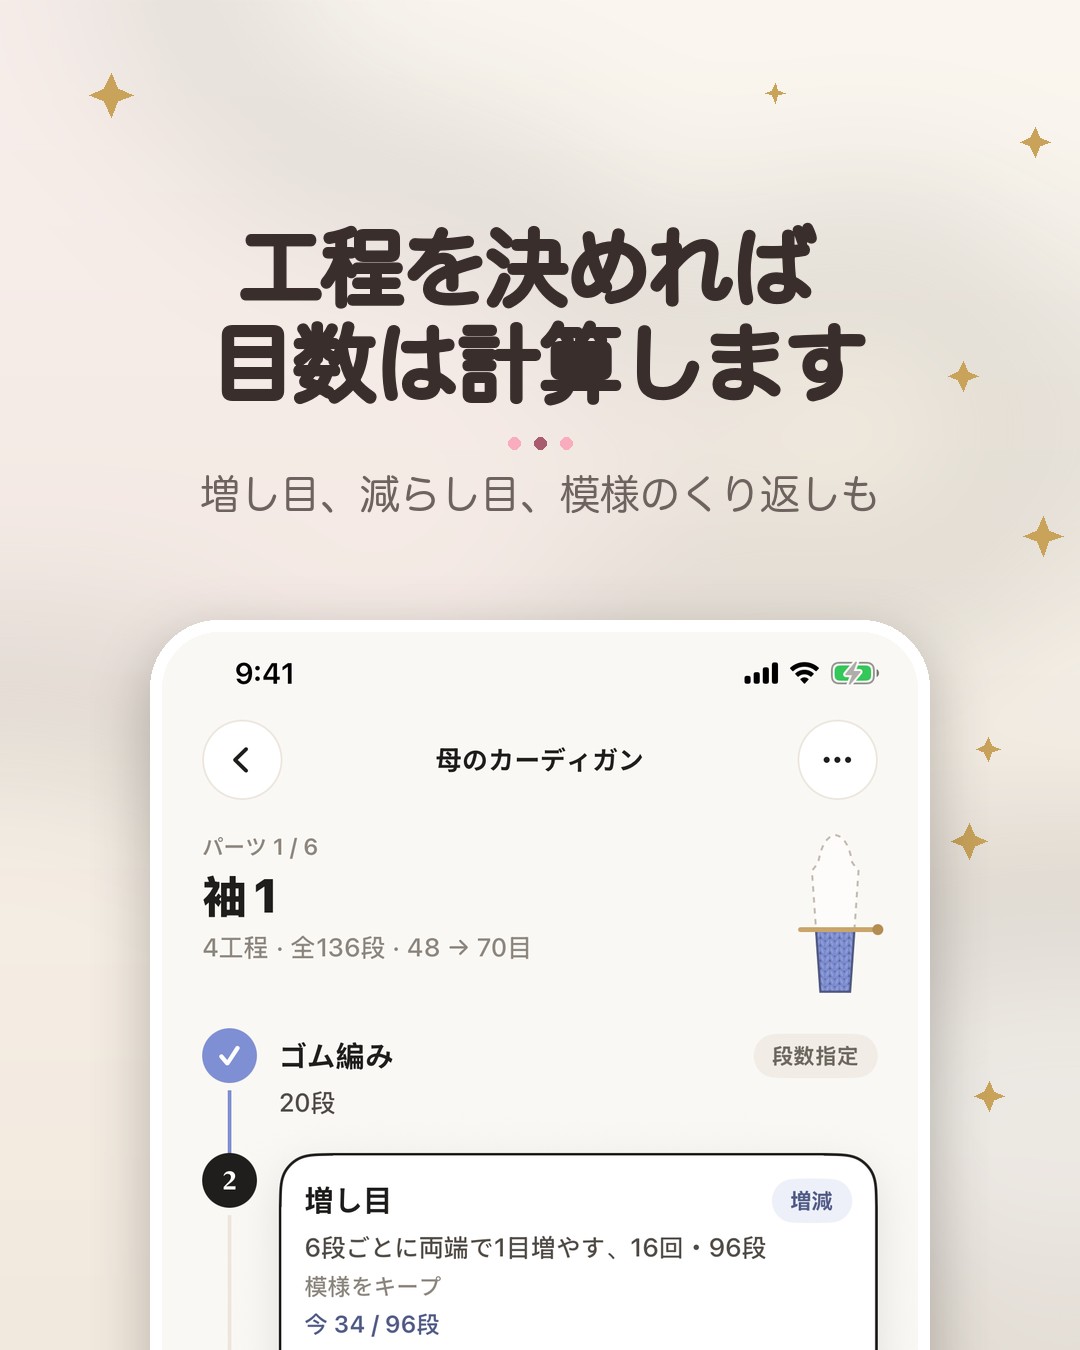 工程を決めれば
目数は計算します
増し目、減らし目、模様のくり返しも
9:41
母のカーディガン
パーツ 1 / 6
袖 1
4工程 · 全136段 · 48 → 70目
ゴム編み
段数指定
20段
2
増し目
増減
6段ごとに両端で1目増やす、16回・96段
模様をキープ
今 34 / 96段